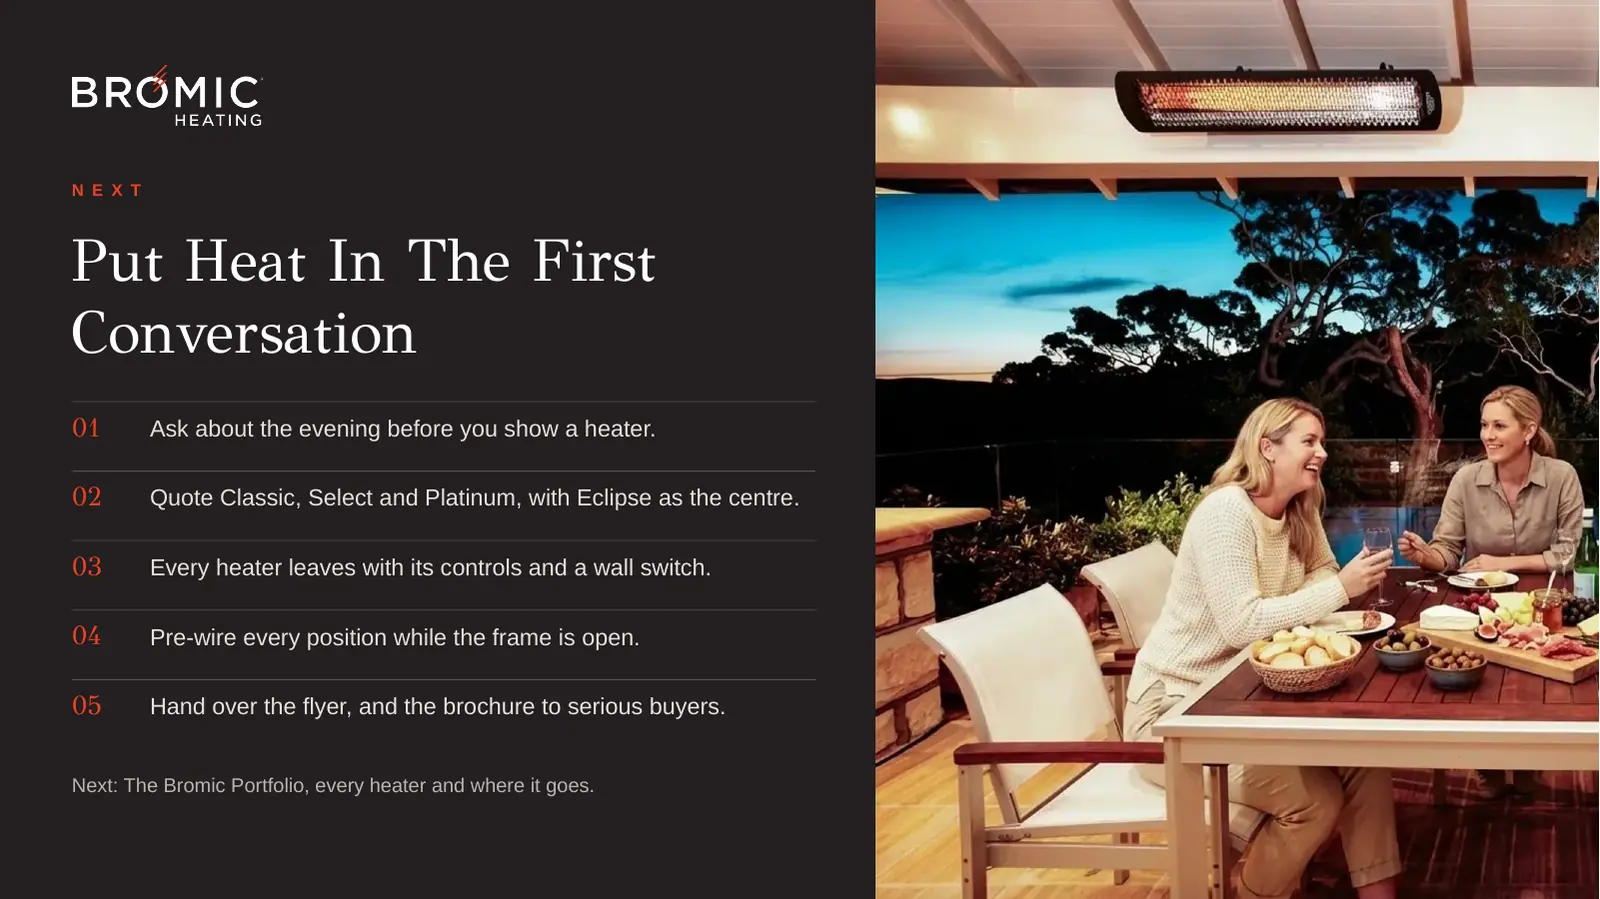 BROMIC
HEATING
NEXT
Put Heat In The First
Conversation
01 Ask about the evening before you show a heater.
02 Quote Classic, Select and Platinum, with Eclipse as the centre.
03 Every heater leaves with its controls and a wall switch.
04 Pre-wire every position while the frame is open.
05 Hand over the flyer, and the brochure to serious buyers.
Next: The Bromic Portfolio, every heater and where it goes.